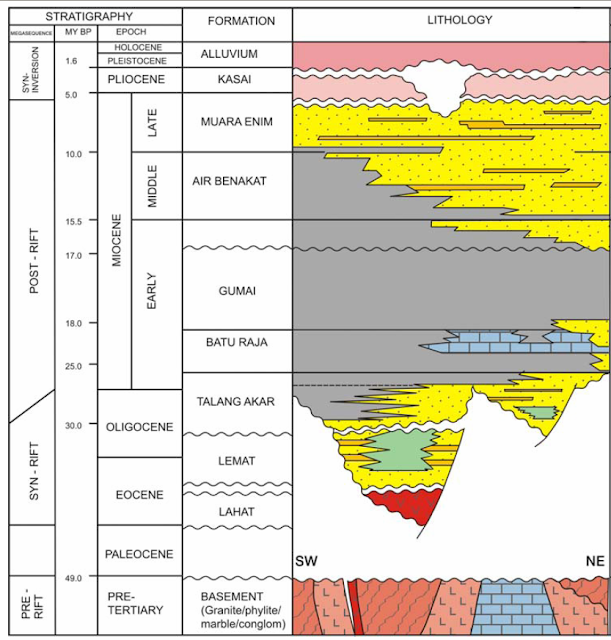 STRATIGRAPHY
FORMATION
LITHOLOGY
MEGASEQUENCE
MY BP
EPOCH
SYN-
INVERSION
1.6
HOLOCENE
PLEISTOCENE
ALLUVIUM
PLIOCENE
KASAI
5.0
POST - RIFT
MIOCENE
LATE
MUARA ENIM
10.0
MIDDLE
AIR BENAKAT
15.5
17.0
EARLY
GUMAI
18.0
BATU RAJA
25.0
TALANG AKAR
30.0
OLIGOCENE
SYN - RIFT
LEMAT
EOCENE
LAHAT
PALEOCENE
SW
NE
49.0
PRE -
RIFT
PRE-
TERTIARY
BASEMENT
(Granite/phylite/
marble/conglom)